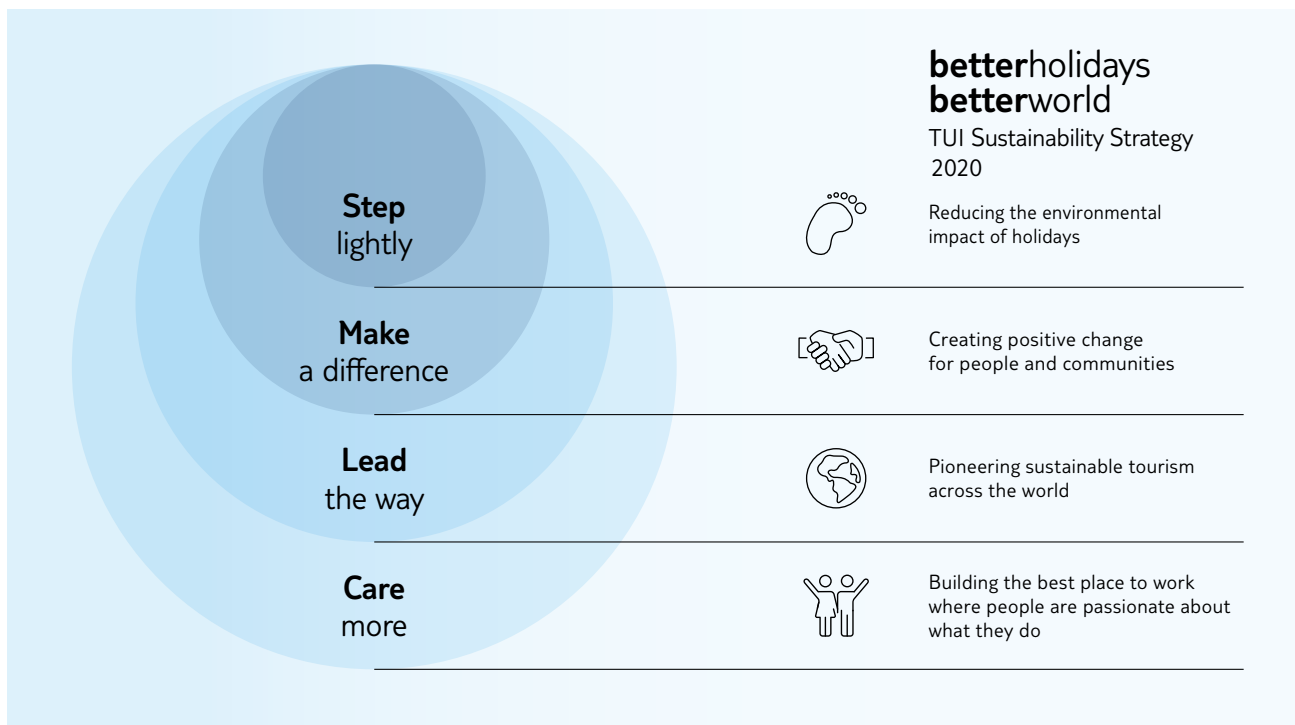 betterholidays
betterworld
TUI Sustainability Strategy
2020
Step
lightly
Reducing the environmental
impact of holidays
Make
a difference
Creating positive change
for people and communities
Lead
the way
Pioneering sustainable tourism
across the world
Care
more
Building the best place to work
where people are passionate about
what they do